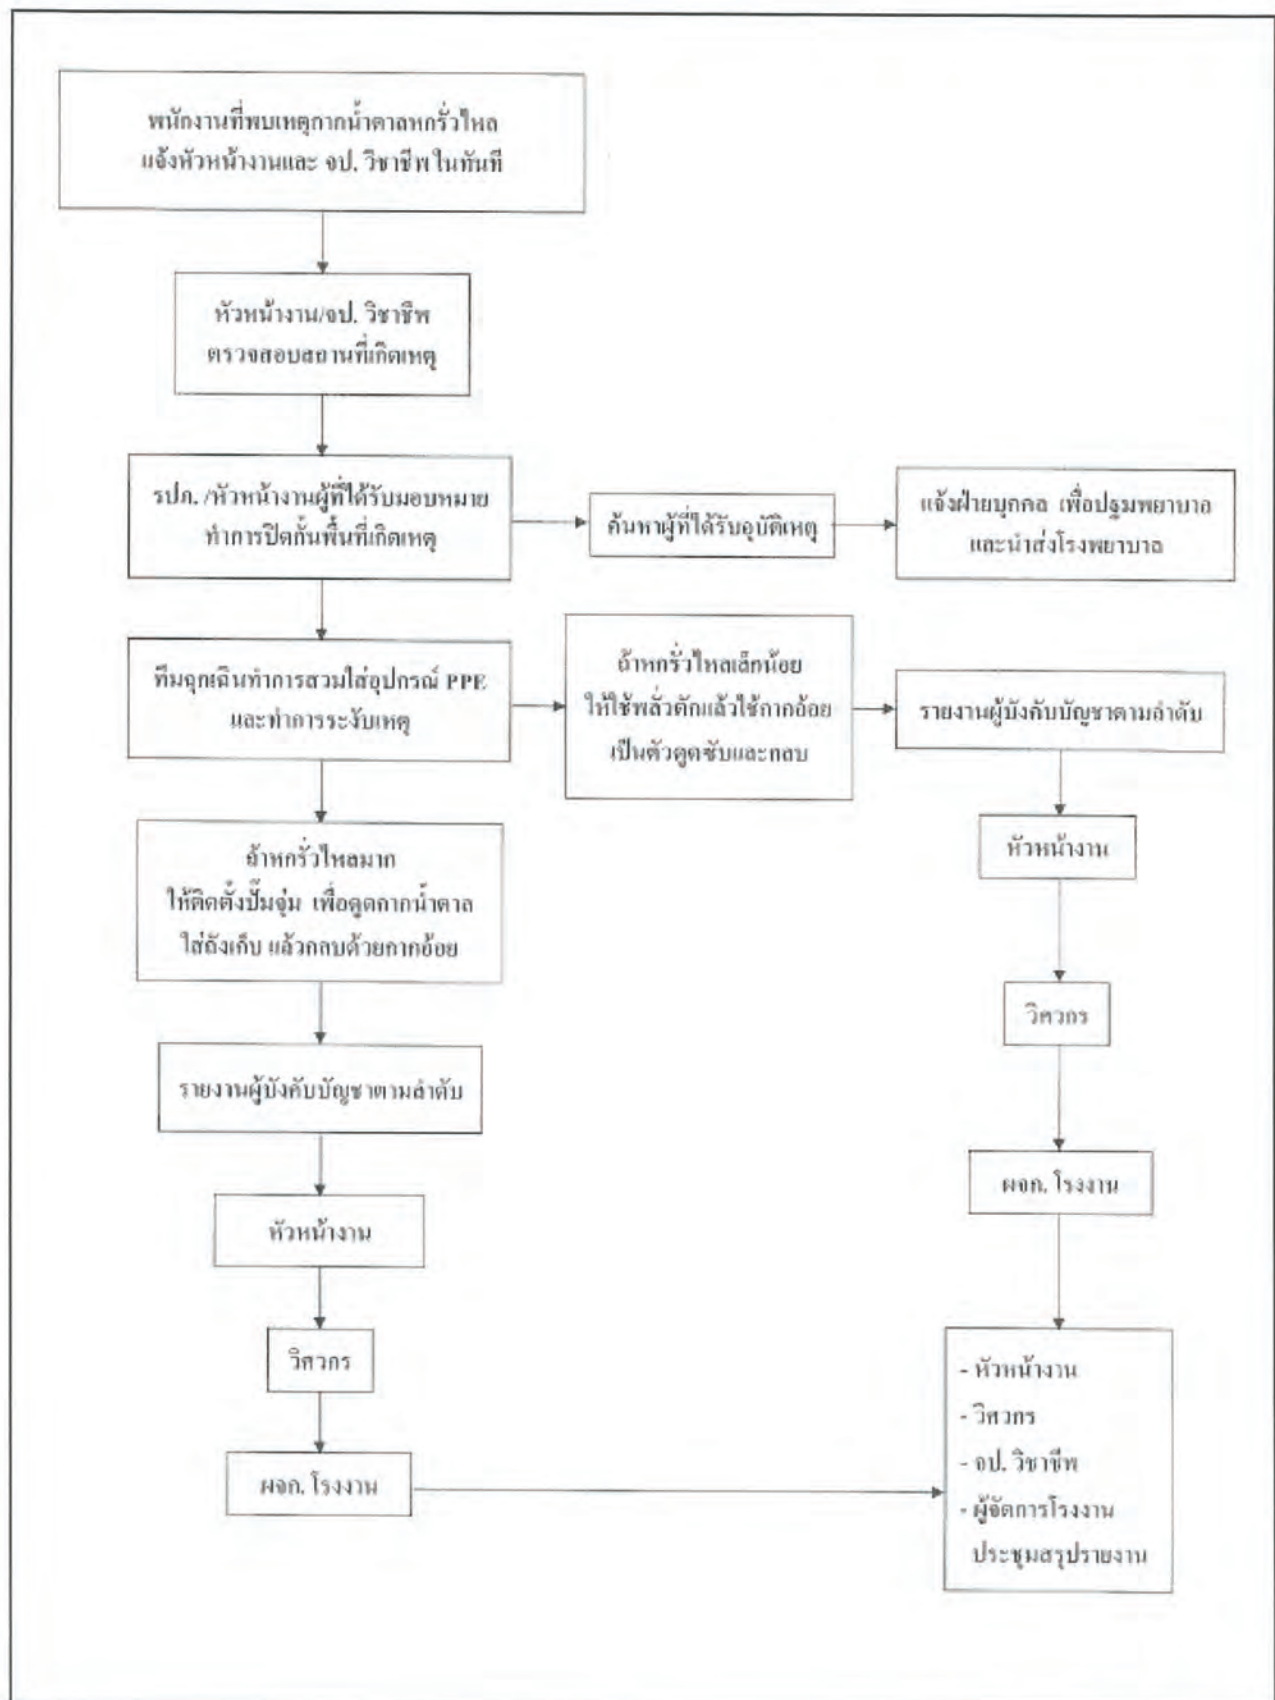 พนักงานที่พบเหตุกากน้ำตาลหกรั่วไหล
แจ้งหัวหน้างานและ จป. วิชาชีพ ในทันที
หัวหน้างาน/จป. วิชาชีพ
ตรวจสอบสถานที่เกิดเหตุ
รปภ. /หัวหน้างานผู้ที่ได้รับมอบหมาย
ทำการปิดกั้นพื้นที่เกิดเหตุ
ค้นหาผู้ที่ได้รับอุบัติเหตุ
แจ้งฝ่ายบุคคล เพื่อปฐมพยาบาล
และนำส่งโรงพยาบาล
ทีมฉุกเฉินทำการสวมใส่อุปกรณ์ PPE
และทำการระงับเหตุ
ถ้าหกรั่วไหลเล็กน้อย
ให้ใช้พลั่วตักแล้วใช้กากอ้อย
เป็นตัวดูดซับและกลบ
รายงานผู้บังคับบัญชาตามลำดับ
หัวหน้างาน
วิศวกร
ผจก. โรงงาน
ถ้าหกรั่วไหลมาก
ให้ติดตั้งปั๊มจุ่ม เพื่อดูดกากน้ำตาล
ใส่ถังเก็บ แล้วกลบด้วยกากอ้อย
รายงานผู้บังคับบัญชาตามลำดับ
หัวหน้างาน
วิศวกร
ผจก. โรงงาน
- หัวหน้างาน
- วิศวกร
- จป. วิชาชีพ
- ผู้จัดการโรงงาน
ประชุมสรุปรายงาน